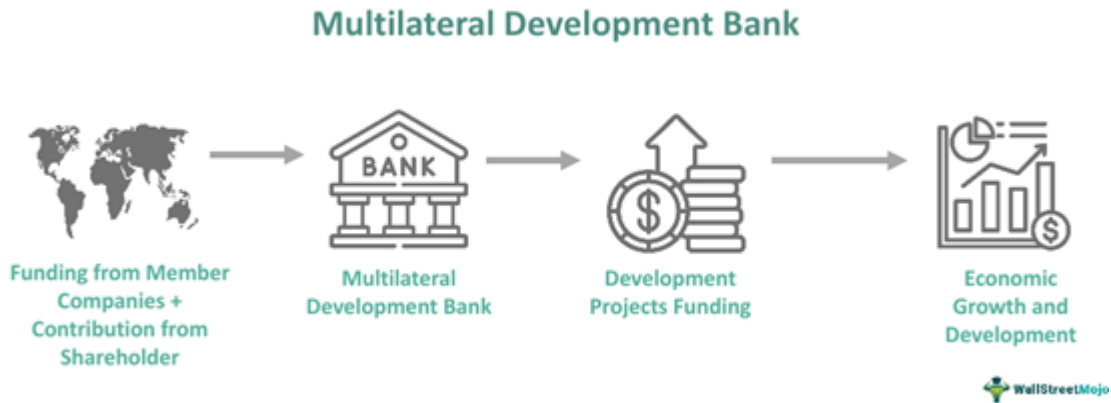 Multilateral Development Bank
BANK
$
$
Funding from Member
Companies +
Contribution from
Shareholder
Multilateral
Development Bank
Development
Projects Funding
Economic
Growth and
Development
WallStreetMojo